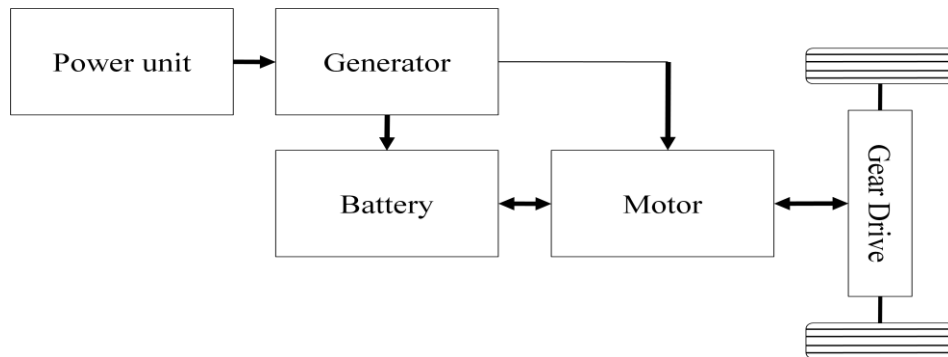 Power unit
Generator
Battery
Motor
Gear Drive